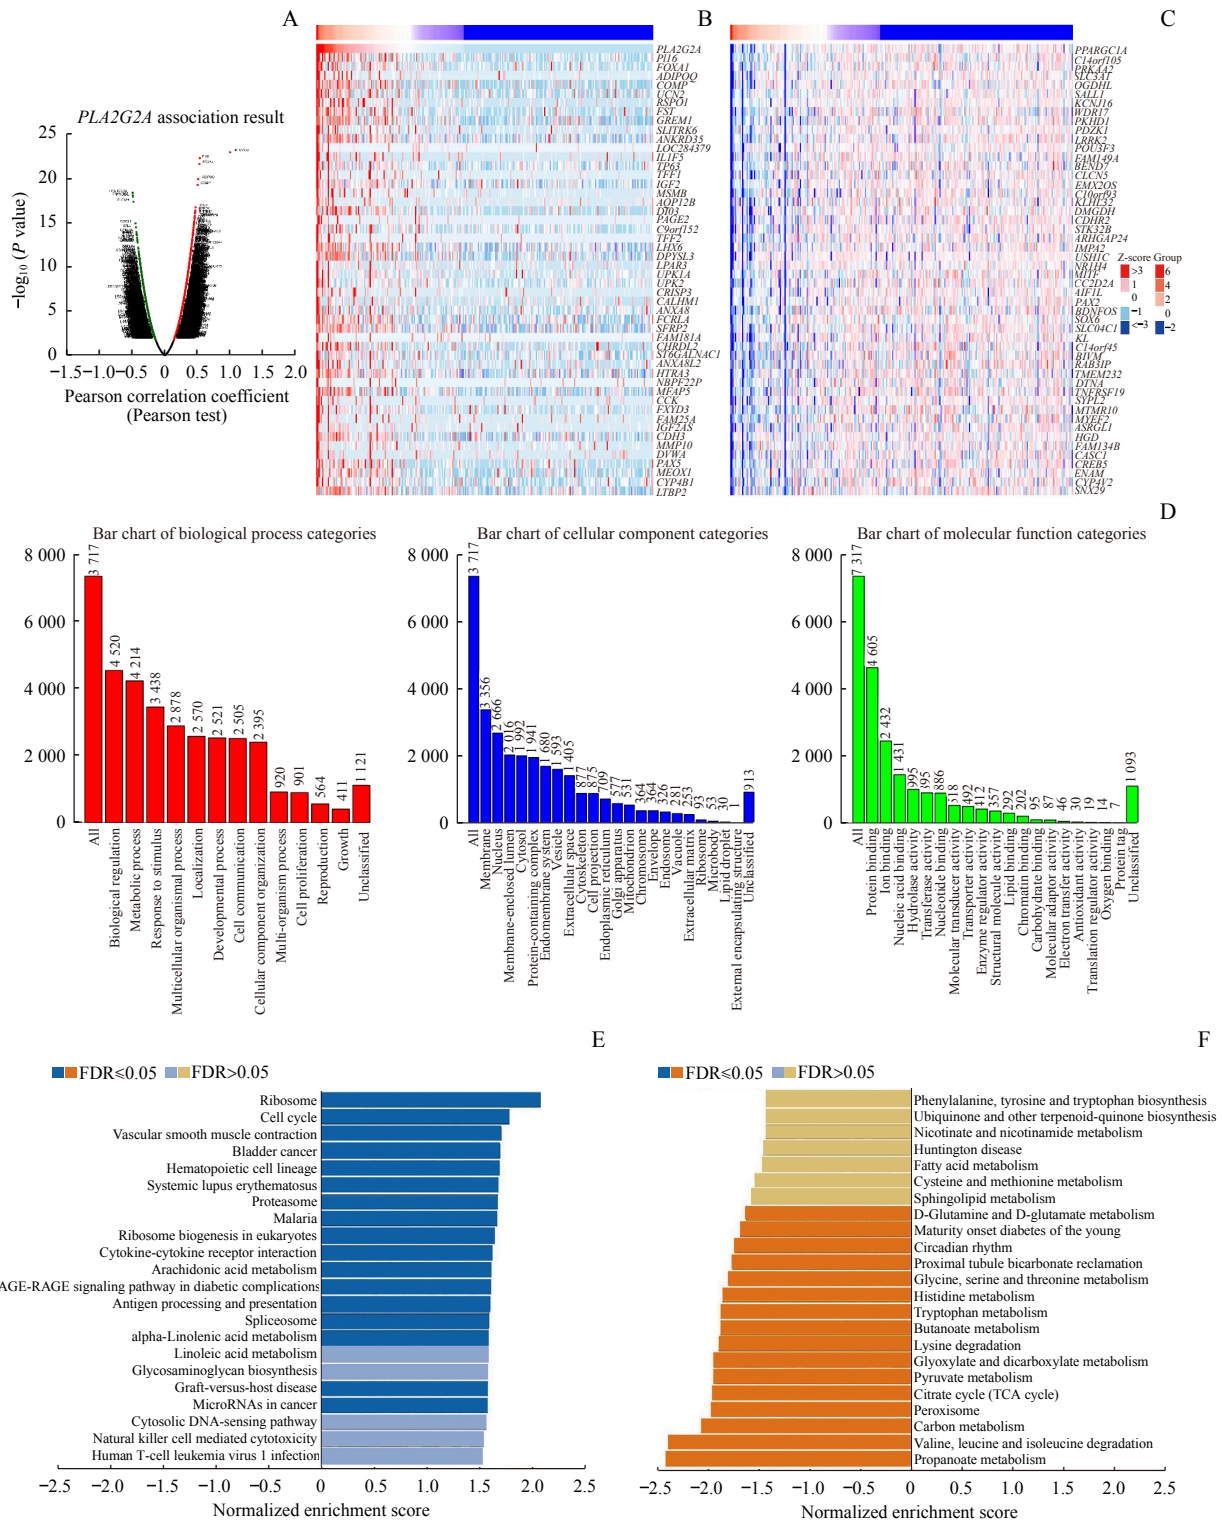 A
B
C
PLA2G2A association result
25
20
15
10
5
0
−log₁₀ (P value)
−1.5−1.0−0.5 0 0.5 1.0 1.5 2.0
Pearson correlation coefficient
(Pearson test)
PLA2G2A
PI16
FOXA1
ADIPOQ
COMP
UCN2
RSPO1
FST
GREM1
SLITRK6
ANKRD35
LOC284379
IL1F5
TP63
TFF1
IGF2
MSMB
AQP12B
DIO3
PAGE2
C9orf152
TFF2
LHX6
DPYSL3
LPAR3
UPK1A
UPK2
CRISP3
CALHM1
ANXA8
FCRLA
SFRP2
FAM181A
CHRDL2
ST6GALNAC1
ANXA8L2
HTRA3
NBPF22P
MFAP5
CCK
FXYD3
FAM25A
IGF2AS
CDH3
MMP10
DVWA
PAX5
MEOX1
CYP4B1
LTBP2
PPARGC1A
C14orf105
PRKAA2
SLC3A1
OGDHL
SALL1
KCNJ16
WDR17
PKHD1
PDZK1
LRRK2
POU3F3
FAM149A
BEND7
CLCN5
EMX2OS
C10orf93
KLHL32
DMGDH
CDHR2
STK32B
ARHGAP24
IMPA2
USH1C
NR1H4
MITF
CC2D2A
AIF1L
PAX2
BDNFOS
SOX6
SLC04C1
KL
C14orf45
BIVM
RAB3IP
TMEM232
DTNA
TNFRSF19
SYPL2
MTMR10
MYEF2
ASRGL1
HGD
FAM134B
CASC1
CREB5
ENAM
CYP4V2
SNX29
Z-score Group
>3 6
1 4
0 2
−1 0
<−3 −2
D
Bar chart of biological process categories
8 000
6 000
4 000
2 000
0
3 717
4 520
4 214
3 438
2 878
2 570
2 521
2 505
2 395
920
901
564
411
1 121
All
Biological regulation
Metabolic process
Response to stimulus
Multicellular organismal process
Localization
Developmental process
Cell communication
Cellular component organization
Multi-organism process
Cell proliferation
Reproduction
Growth
Unclassified
Bar chart of cellular component categories
8 000
6 000
4 000
2 000
0
3 717
3 356
2 666
2 016
1 992
1 941
1 680
1 593
1 405
877
875
709
577
531
364
364
326
281
253
93
53
30
1
913
All
Membrane
Nucleus
Membrane-enclosed lumen
Cytosol
Protein-containing complex
Endomembrane system
Vesicle
Extracellular space
Cytoskeleton
Cell projection
Endoplasmic reticulum
Golgi apparatus
Mitochondrion
Chromosome
Envelope
Endosome
Vacuole
Extracellular matrix
Ribosome
Microbody
Lipid droplet
External encapsulating structure
Unclassified
Bar chart of molecular function categories
8 000
6 000
4 000
2 000
0
7 317
4 605
2 432
1 431
995
895
886
518
492
412
357
292
202
95
87
46
30
19
14
7
1 093
All
Protein binding
Ion binding
Nucleic acid binding
Hydrolase activity
Transferase activity
Nucleotide binding
Molecular transducer activity
Transporter activity
Enzyme regulator activity
Structural molecule activity
Lipid binding
Chromatin binding
Carbohydrate binding
Molecular adaptor activity
Electron transfer activity
Antioxidant activity
Translation regulator activity
Oxygen binding
Protein tag
Unclassified
E
FDR⩽0.05 FDR>0.05
Ribosome
Cell cycle
Vascular smooth muscle contraction
Bladder cancer
Hematopoietic cell lineage
Systemic lupus erythematosus
Proteasome
Malaria
Ribosome biogenesis in eukaryotes
Cytokine-cytokine receptor interaction
Arachidonic acid metabolism
AGE-RAGE signaling pathway in diabetic complications
Antigen processing and presentation
Spliceosome
alpha-Linolenic acid metabolism
Linoleic acid metabolism
Glycosaminoglycan biosynthesis
Graft-versus-host disease
MicroRNAs in cancer
Cytosolic DNA-sensing pathway
Natural killer cell mediated cytotoxicity
Human T-cell leukemia virus 1 infection
−2.5 −2.0 −1.5 −1.0 −0.5 0 0.5 1.0 1.5 2.0 2.5
Normalized enrichment score
F
FDR⩽0.05 FDR>0.05
Phenylalanine, tyrosine and tryptophan biosynthesis
Ubiquinone and other terpenoid-quinone biosynthesis
Nicotinate and nicotinamide metabolism
Huntington disease
Fatty acid metabolism
Cysteine and methionine metabolism
Sphingolipid metabolism
D-Glutamine and D-glutamate metabolism
Maturity onset diabetes of the young
Circadian rhythm
Proximal tubule bicarbonate reclamation
Glycine, serine and threonine metabolism
Histidine metabolism
Tryptophan metabolism
Butanoate metabolism
Lysine degradation
Glyoxylate and dicarboxylate metabolism
Pyruvate metabolism
Citrate cycle (TCA cycle)
Peroxisome
Carbon metabolism
Valine, leucine and isoleucine degradation
Propanoate metabolism
−2.5 −2.0 −1.5 −1.0 −0.5 0 0.5 1.0 1.5 2.0 2.5
Normalized enrichment score